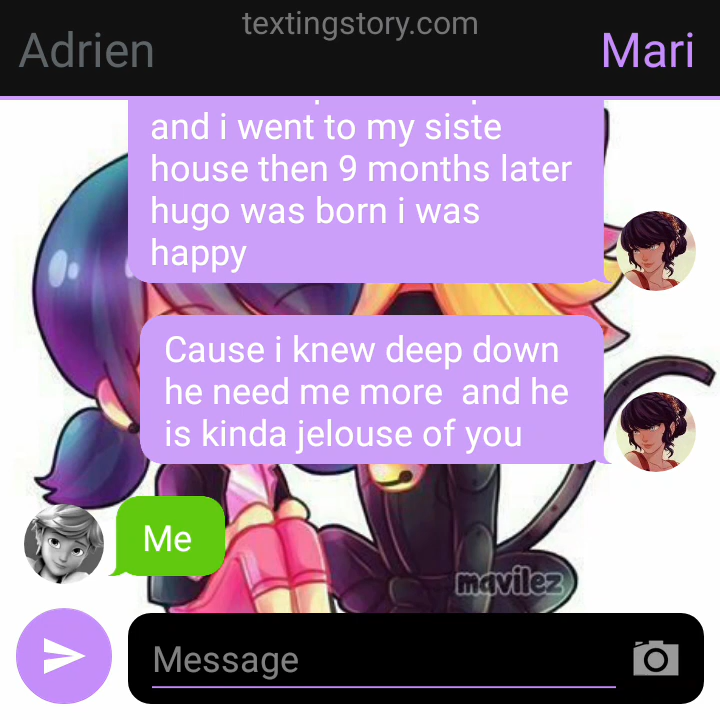 textingstory.com
Adrien
Mari
and i went to my siste
house then 9 months later
hugo was born i was
happy
Cause i knew deep down
he need me more  and he
is kinda jelouse of you
Me
mavilez
Message